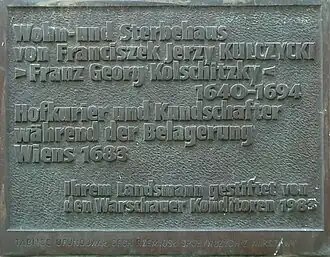 Wohn-und Sterbehaus
von Franciszek Jerzy KULCZYCKI
>Franz Georg Kolschitzky<
1640-1694
Hofkurier und Kundschafter
während der Belagerung
Wiens 1683
Ihrem Landsmann gestiftet von
den Warschauer Konditoren 1983